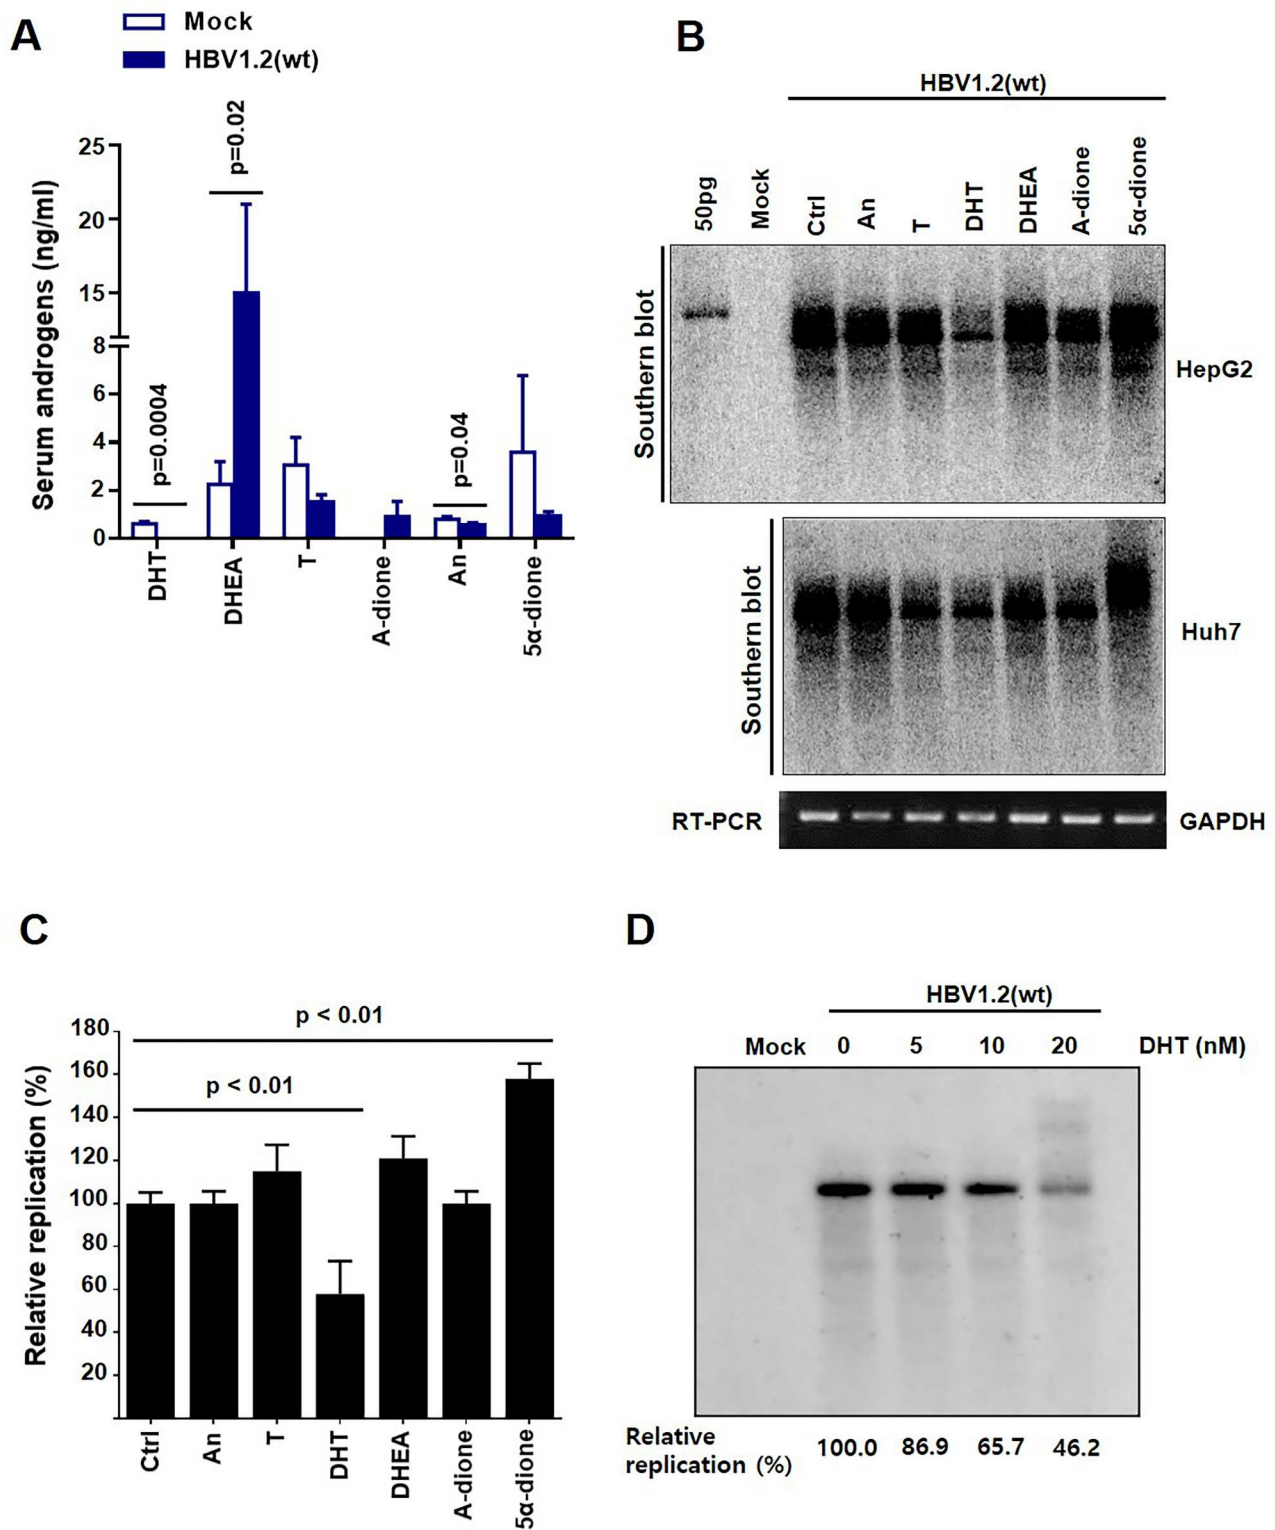 A
Mock
HBV1.2(wt)
Serum androgens (ng/ml)
25
20
15
8
6
4
2
0
p=0.0004
p=0.02
p=0.04
DHT
DHEA
T
A-dione
An
5α-dione
B
HBV1.2(wt)
50pg
Mock
Ctrl
An
T
DHT
DHEA
A-dione
5α-dione
Southern blot
HepG2
Southern blot
Huh7
RT-PCR
GAPDH
C
Relative replication (%)
180
160
140
120
100
80
60
40
20
p < 0.01
p < 0.01
Ctrl
An
T
DHT
DHEA
A-dione
5α-dione
D
HBV1.2(wt)
Mock 0 5 10 20 DHT (nM)
Relative
replication (%)
100.0 86.9 65.7 46.2